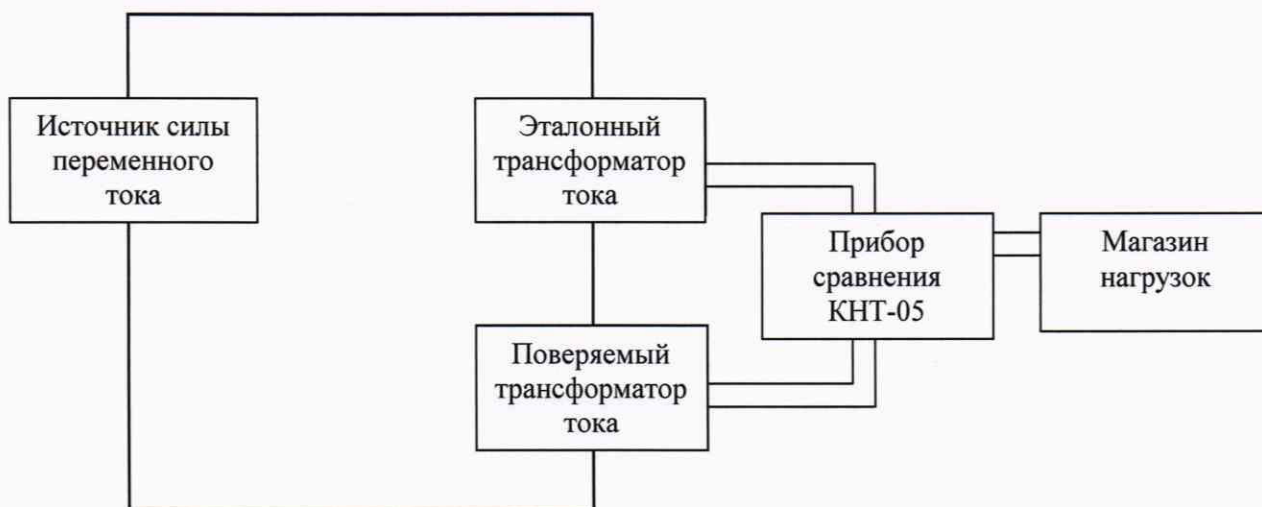 Источник силы
переменного
тока
Эталонный
трансформатор
тока
Прибор
сравнения
КНТ-05
Магазин
нагрузок
Поверяемый
трансформатор
тока